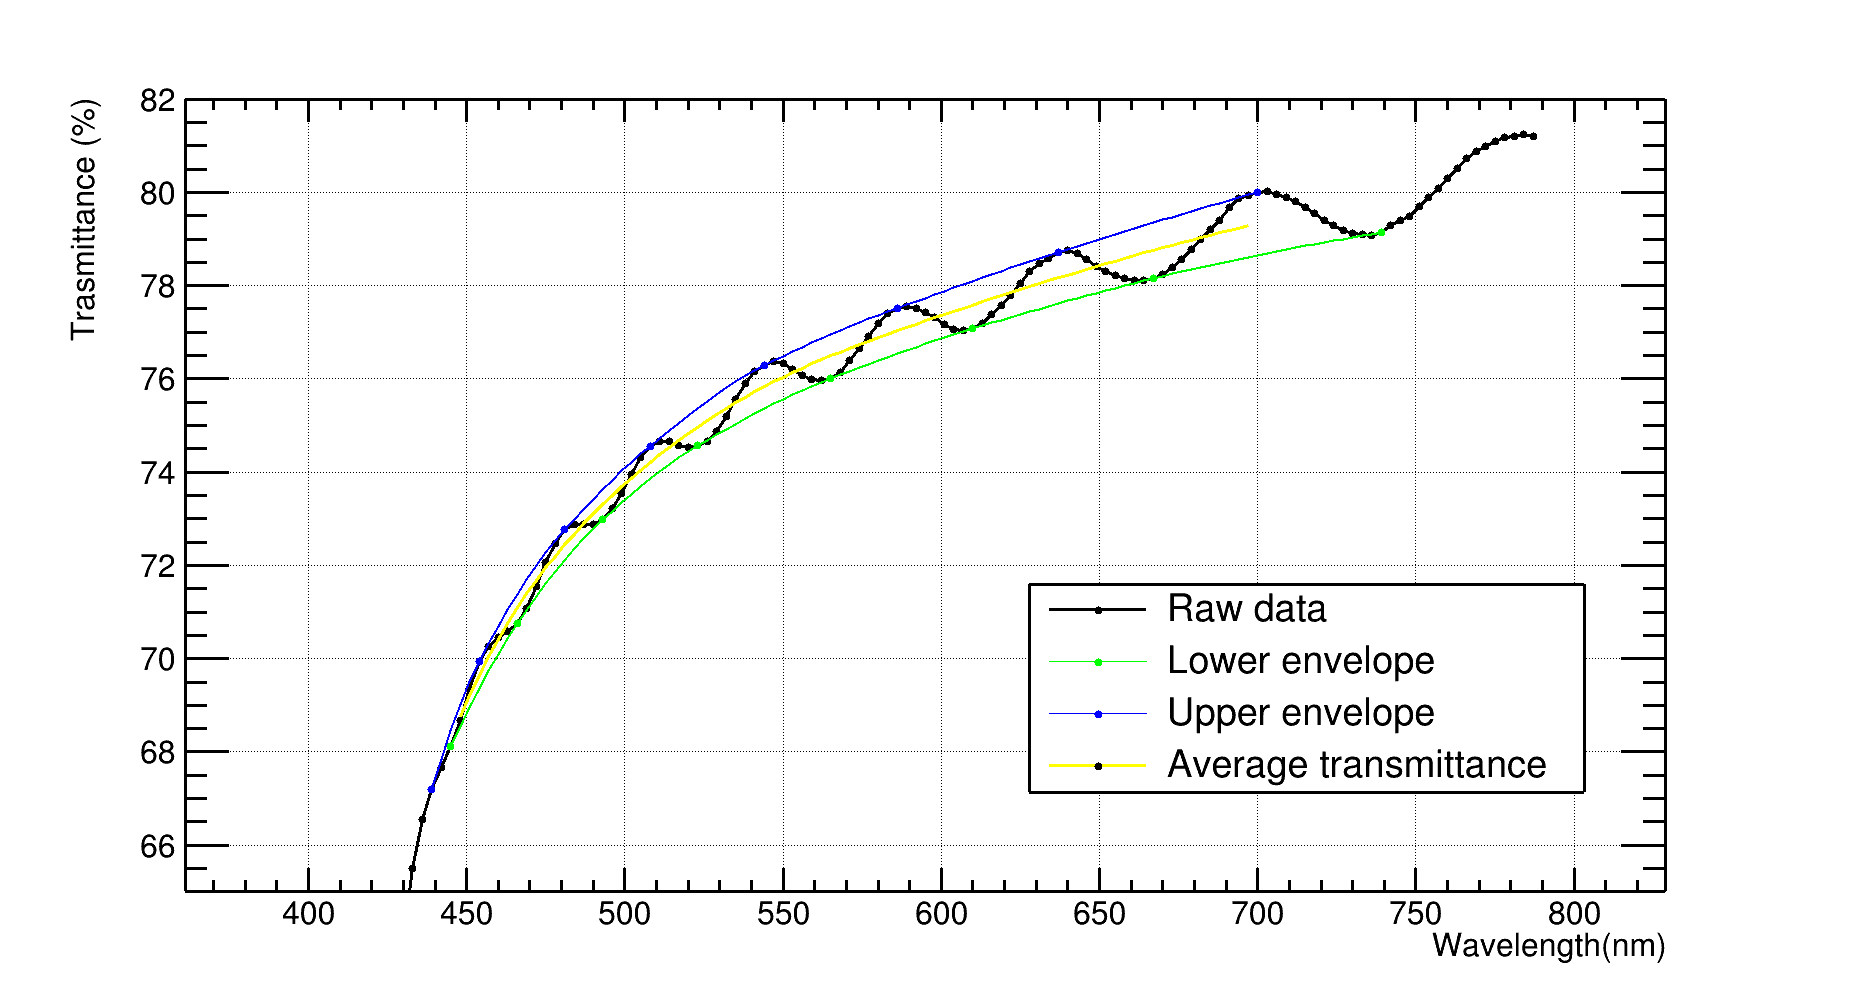 Trasmittance (%)
82
80
78
76
74
72
70
68
66
Raw data
Lower envelope
Upper envelope
Average transmittance
400 450 500 550 600 650 700 750 800
Wavelength(nm)